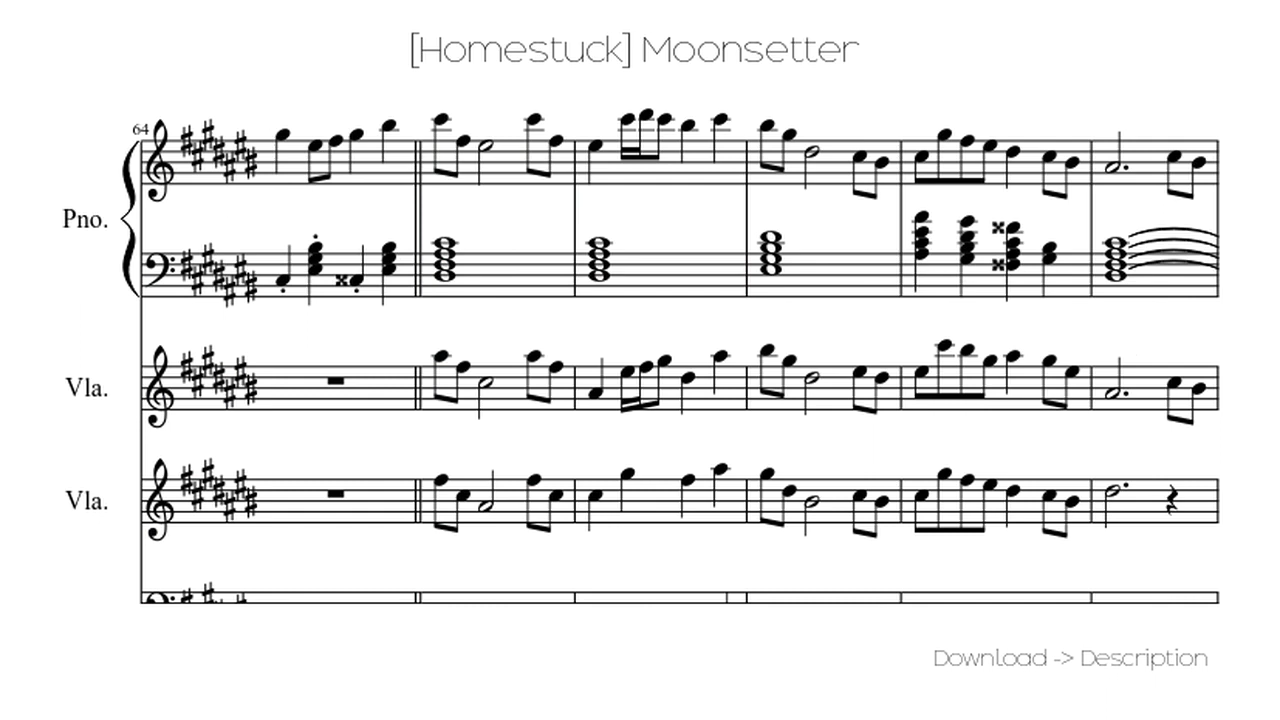 [Homestuck] Moonsetter
64
Pno.
Vla.
Vla.
Download -> Description